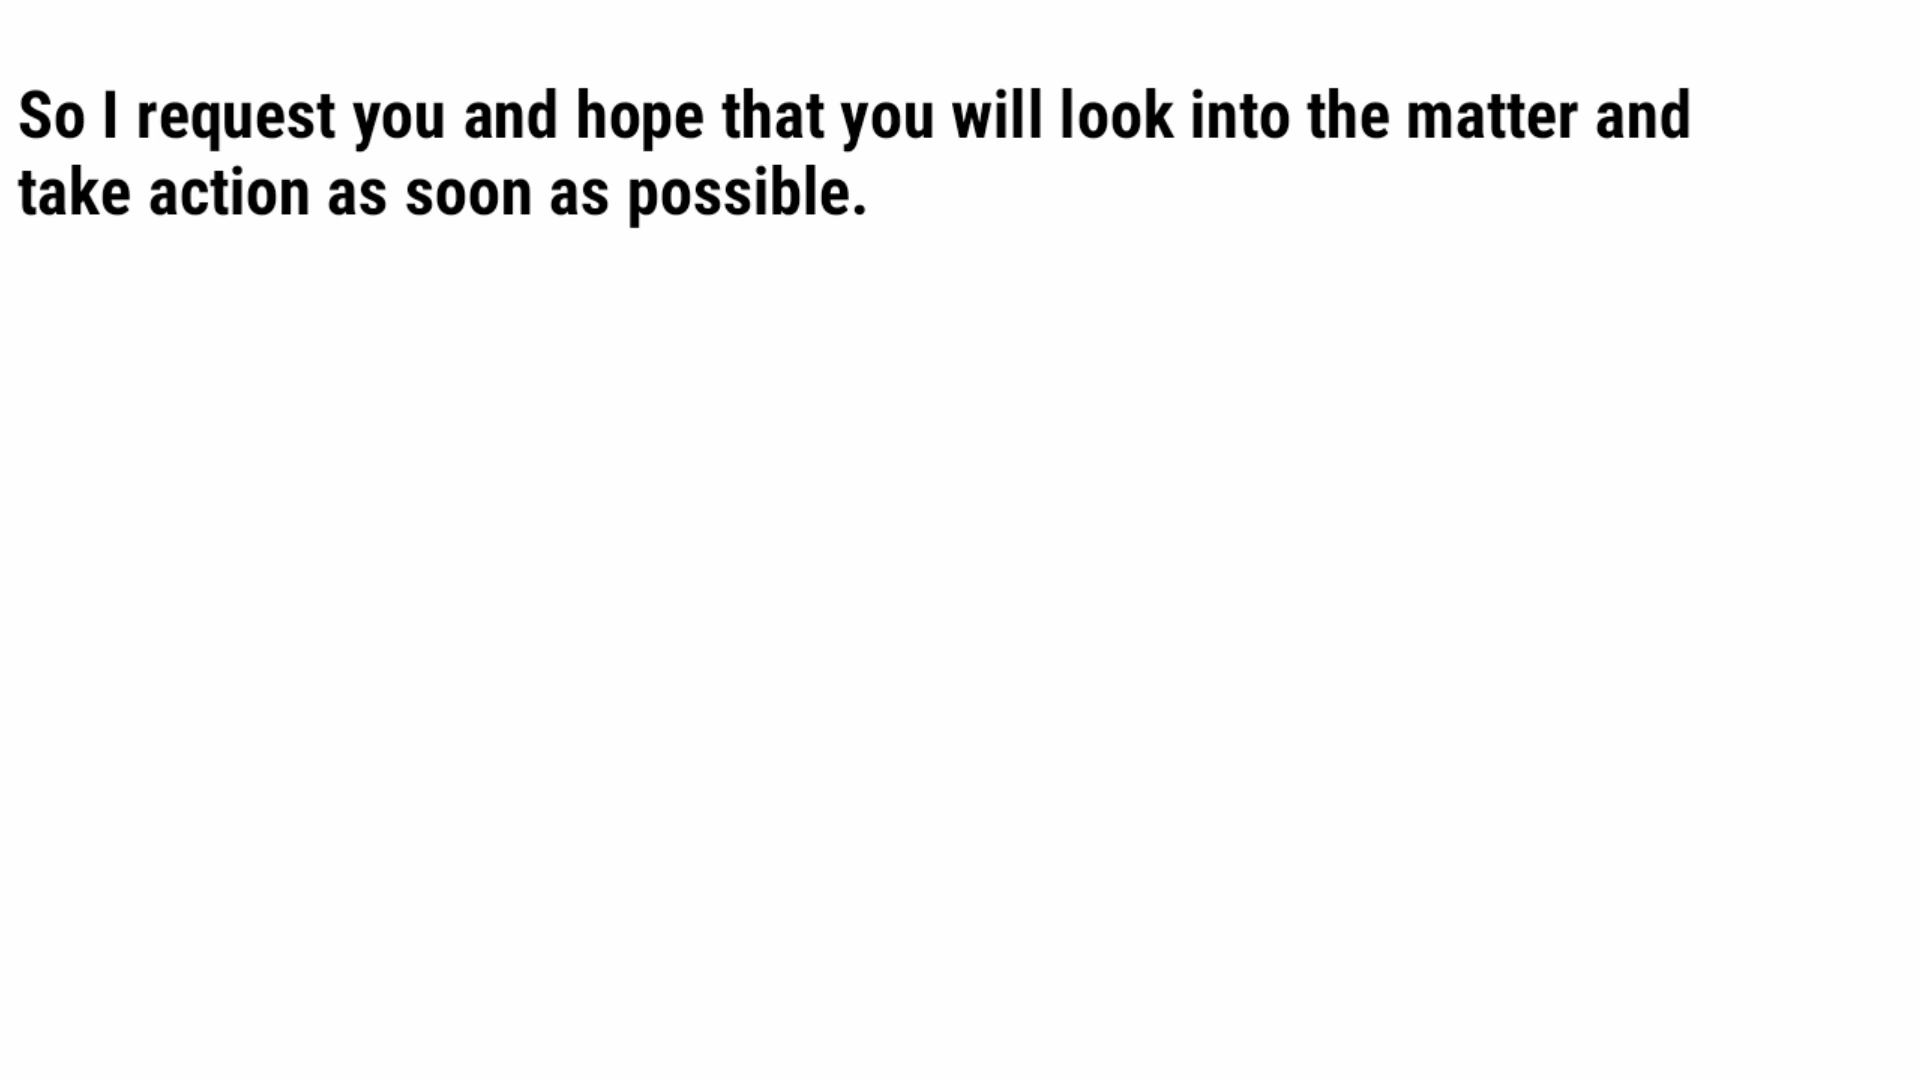 So I request you and hope that you will look into the matter and
take action as soon as possible.